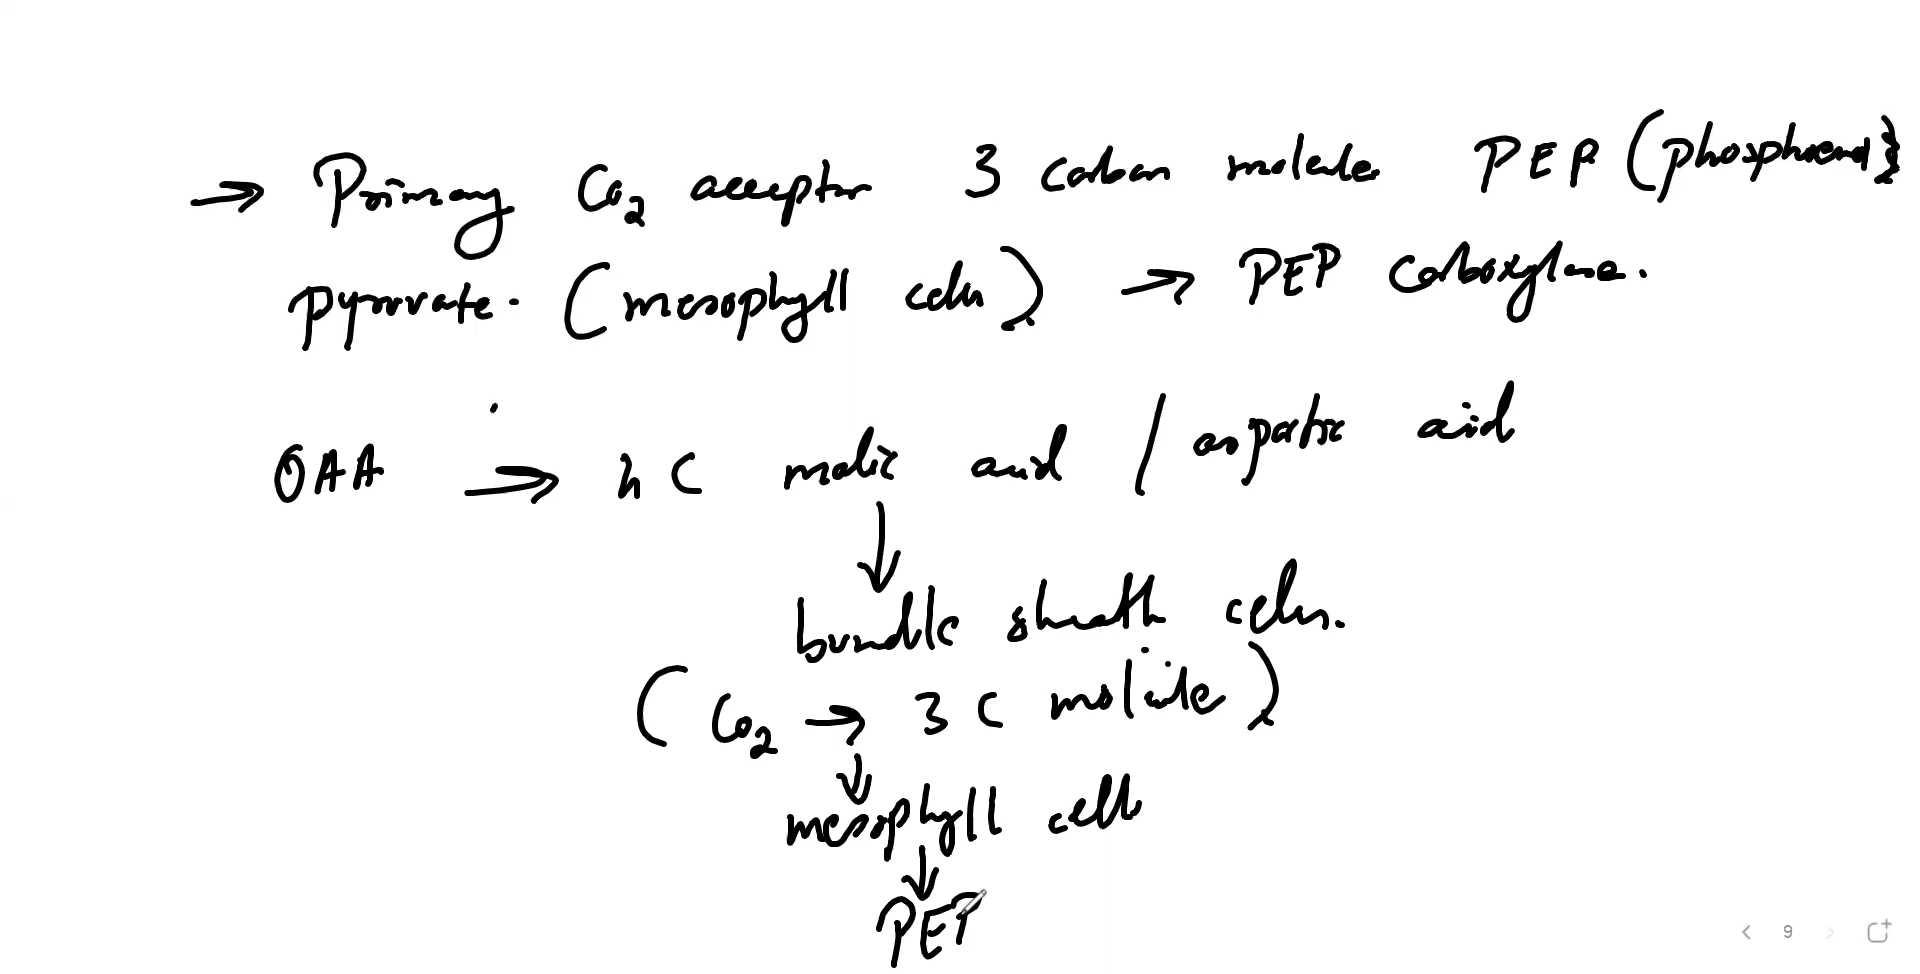 → Primary CO2 acceptor 3 carbon molecule PEP (phosphoenol
pyruvate. (mesophyll cells) → PEP carboxylase.
OAA → 4 C malic acid / aspartic acid
↓
bundle sheath cells.
(CO2 → 3 C molecule)
↓
mesophyll cell
↓
PEP
9